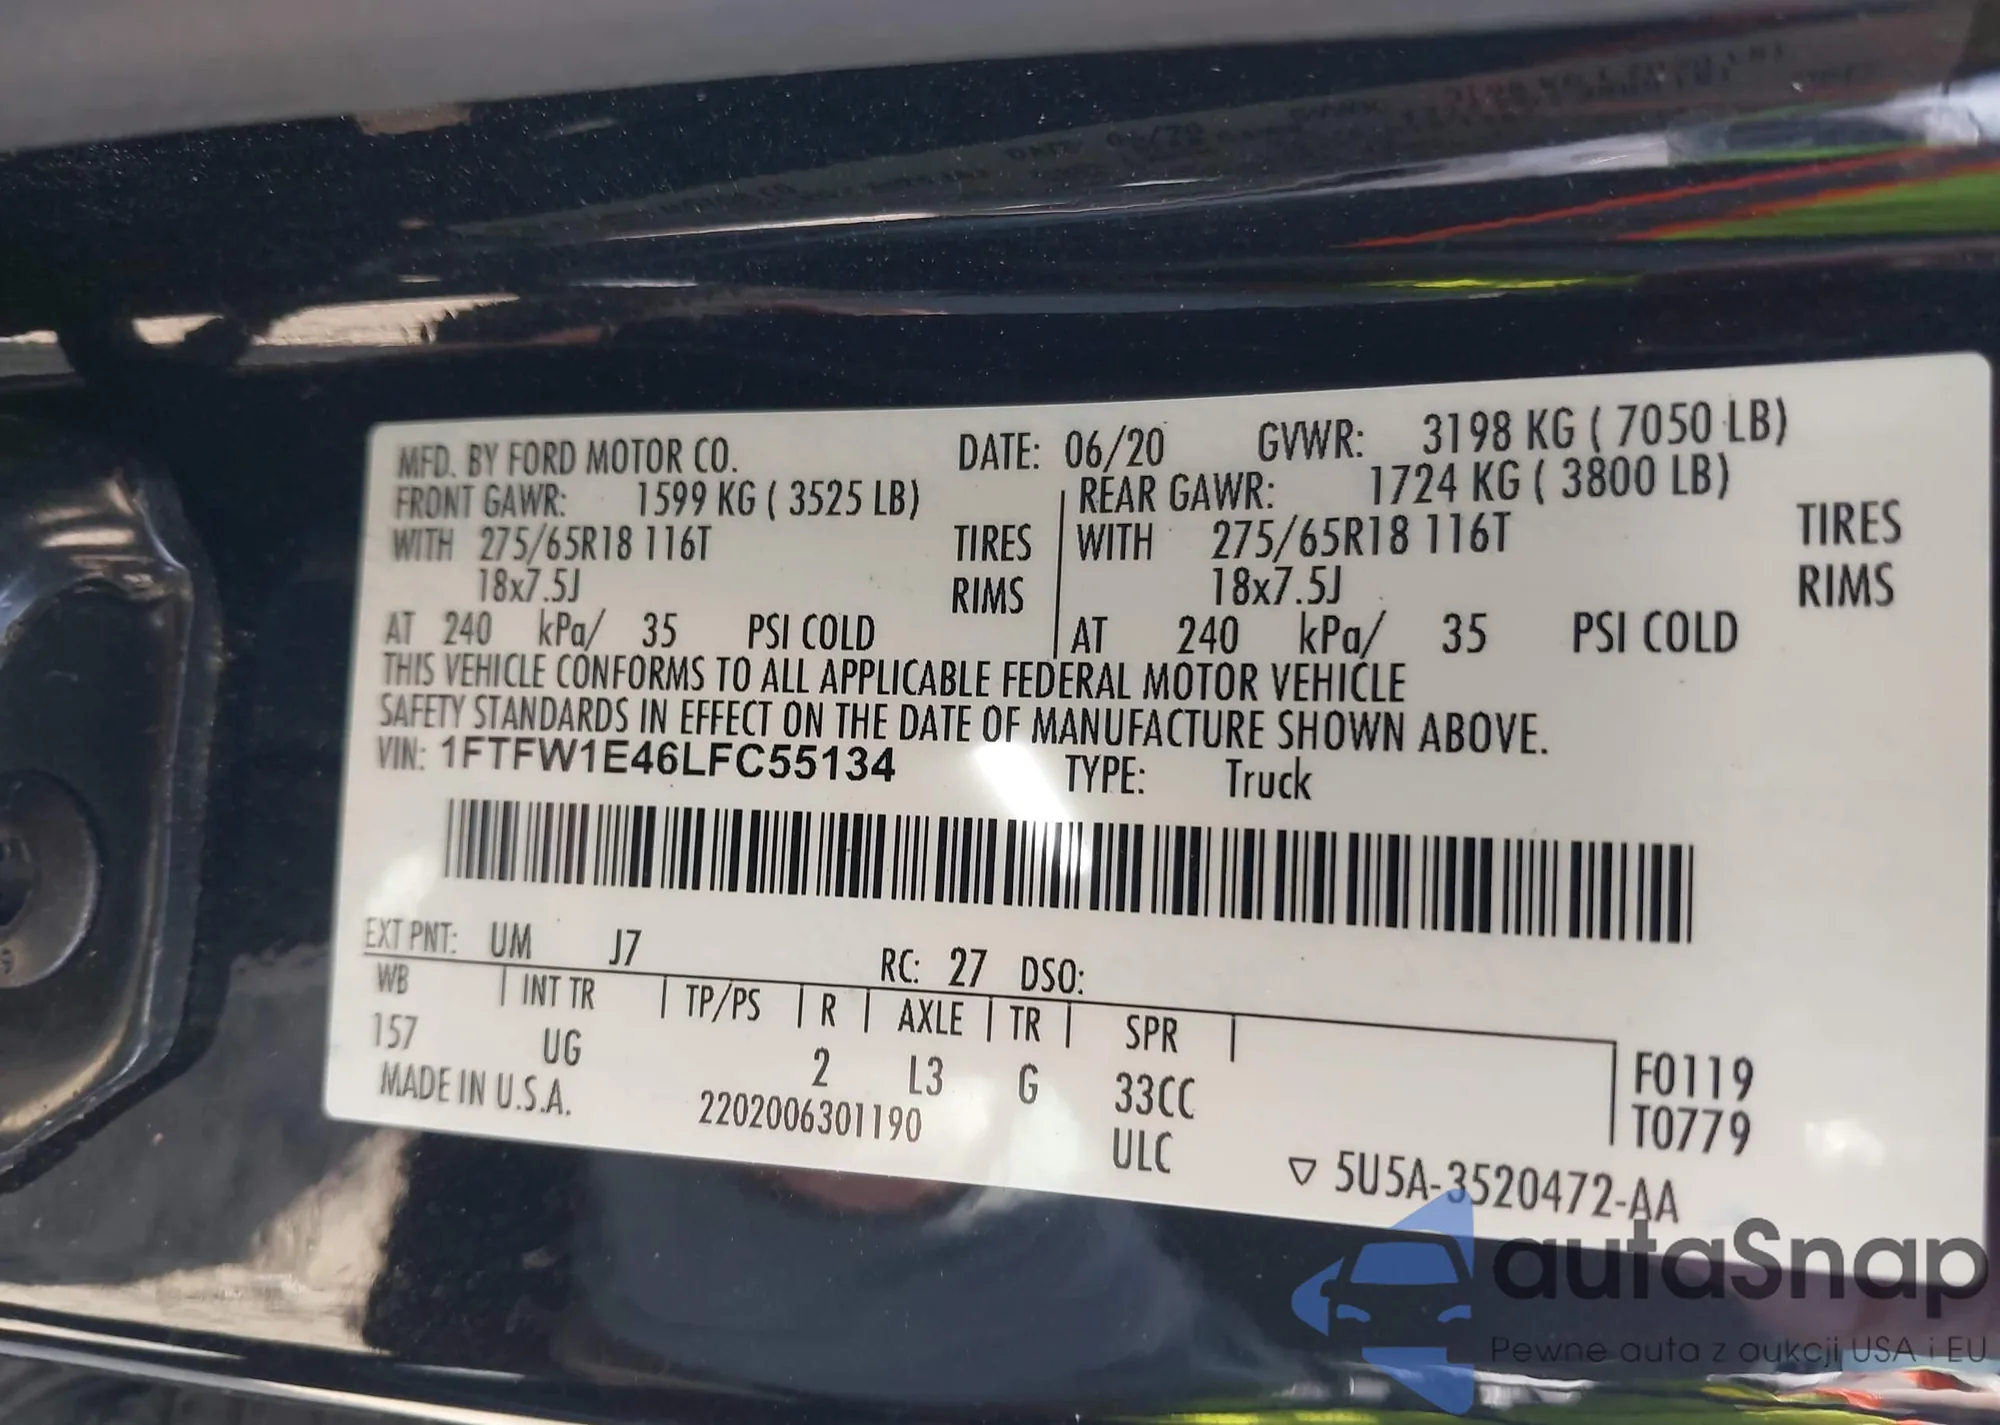 MFD. BY FORD MOTOR CO. DATE: 06/20 GVWR: 3198 KG ( 7050 LB)
FRONT GAWR: 1599 KG ( 3525 LB) REAR GAWR: 1724 KG ( 3800 LB)
WITH 275/65R18 116T TIRES WITH 275/65R18 116T TIRES
18x7.5J RIMS 18x7.5J RIMS
AT 240 kPa/ 35 PSI COLD AT 240 kPa/ 35 PSI COLD
THIS VEHICLE CONFORMS TO ALL APPLICABLE FEDERAL MOTOR VEHICLE
SAFETY STANDARDS IN EFFECT ON THE DATE OF MANUFACTURE SHOWN ABOVE.
VIN: 1FTFW1E46LFC55134 TYPE: Truck
EXT PNT: UM J7 RC: 27 DSO:
WB INT TR TP/PS R AXLE TR SPR
157 UG 2 L3 G 33CC F0119
MADE IN U.S.A. 2202006301190 ULC T0779
5U5A-3520472-AA
autaSnap
Pewne auta z aukcji USA i EU